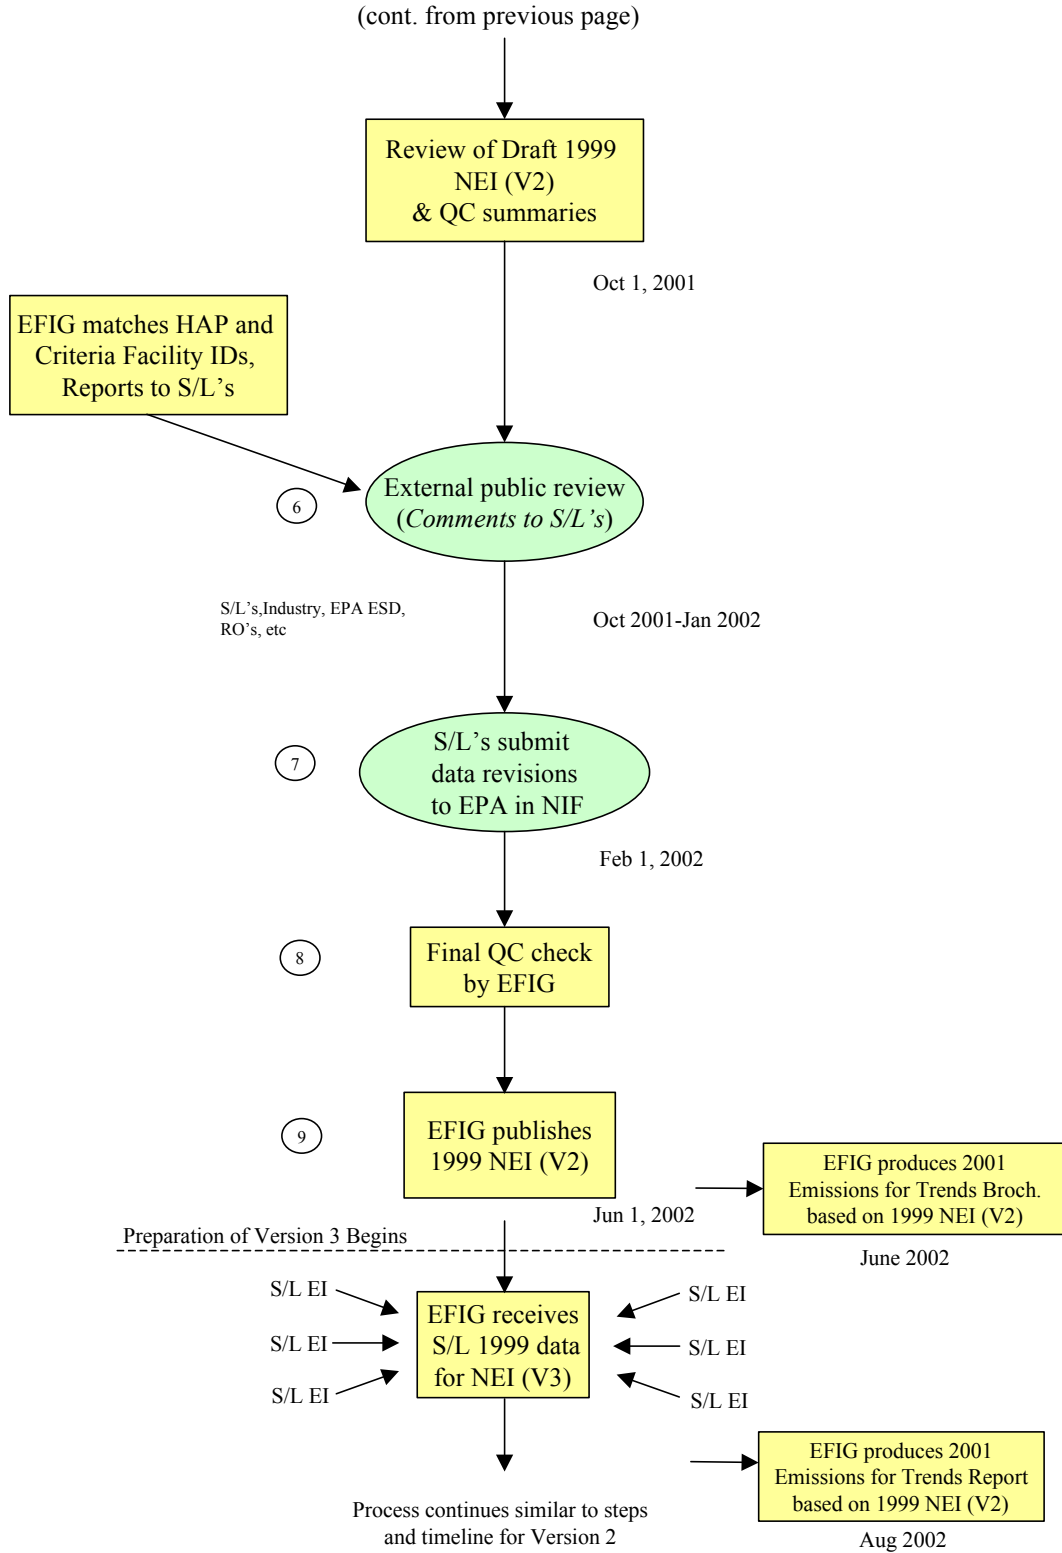 (cont. from previous page)
Review of Draft 1999
NEI (V2)
& QC summaries
Oct 1, 2001
EFIG matches HAP and
Criteria Facility IDs,
Reports to S/L's
6
External public review
(Comments to S/L's)
S/L's,Industry, EPA ESD,
RO's, etc
Oct 2001-Jan 2002
7
S/L's submit
data revisions
to EPA in NIF
Feb 1, 2002
8
Final QC check
by EFIG
9
EFIG publishes
1999 NEI (V2)
Jun 1, 2002
EFIG produces 2001
Emissions for Trends Broch.
based on 1999 NEI (V2)
June 2002
Preparation of Version 3 Begins
S/L EI
S/L EI
S/L EI
EFIG receives
S/L 1999 data
for NEI (V3)
S/L EI
S/L EI
S/L EI
EFIG produces 2001
Emissions for Trends Report
based on 1999 NEI (V2)
Aug 2002
Process continues similar to steps
and timeline for Version 2